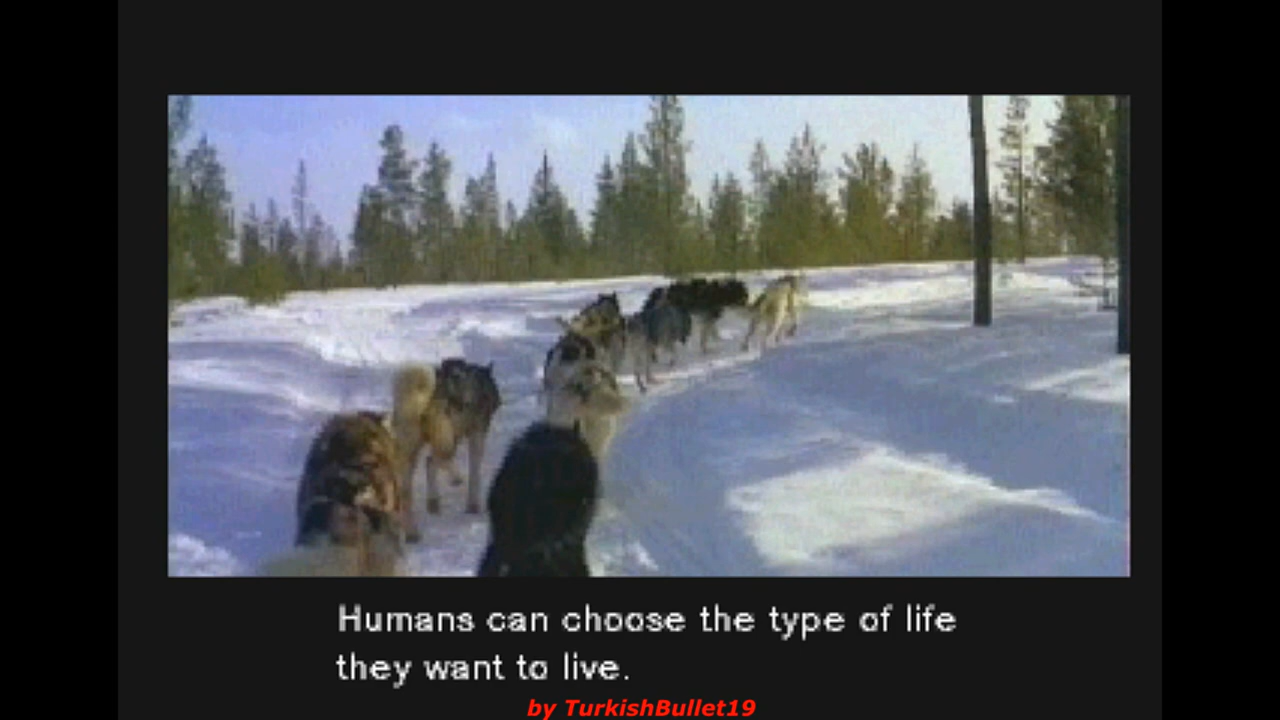 Humans can choose the type of life
they want to live.
by TurkishBullet19